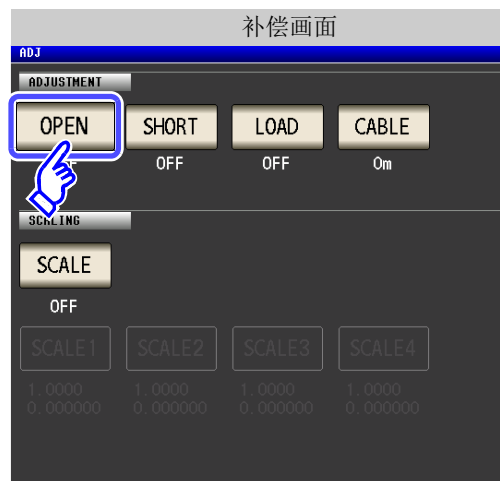 补偿画面
ADJ
ADJUSTMENT
OPEN SHORT LOAD CABLE
OFF OFF 0m
SCALING
SCALE
OFF
SCALE1 SCALE2 SCALE3 SCALE4
1.0000 1.0000 1.0000 1.0000
0.000000 0.000000 0.000000 0.000000